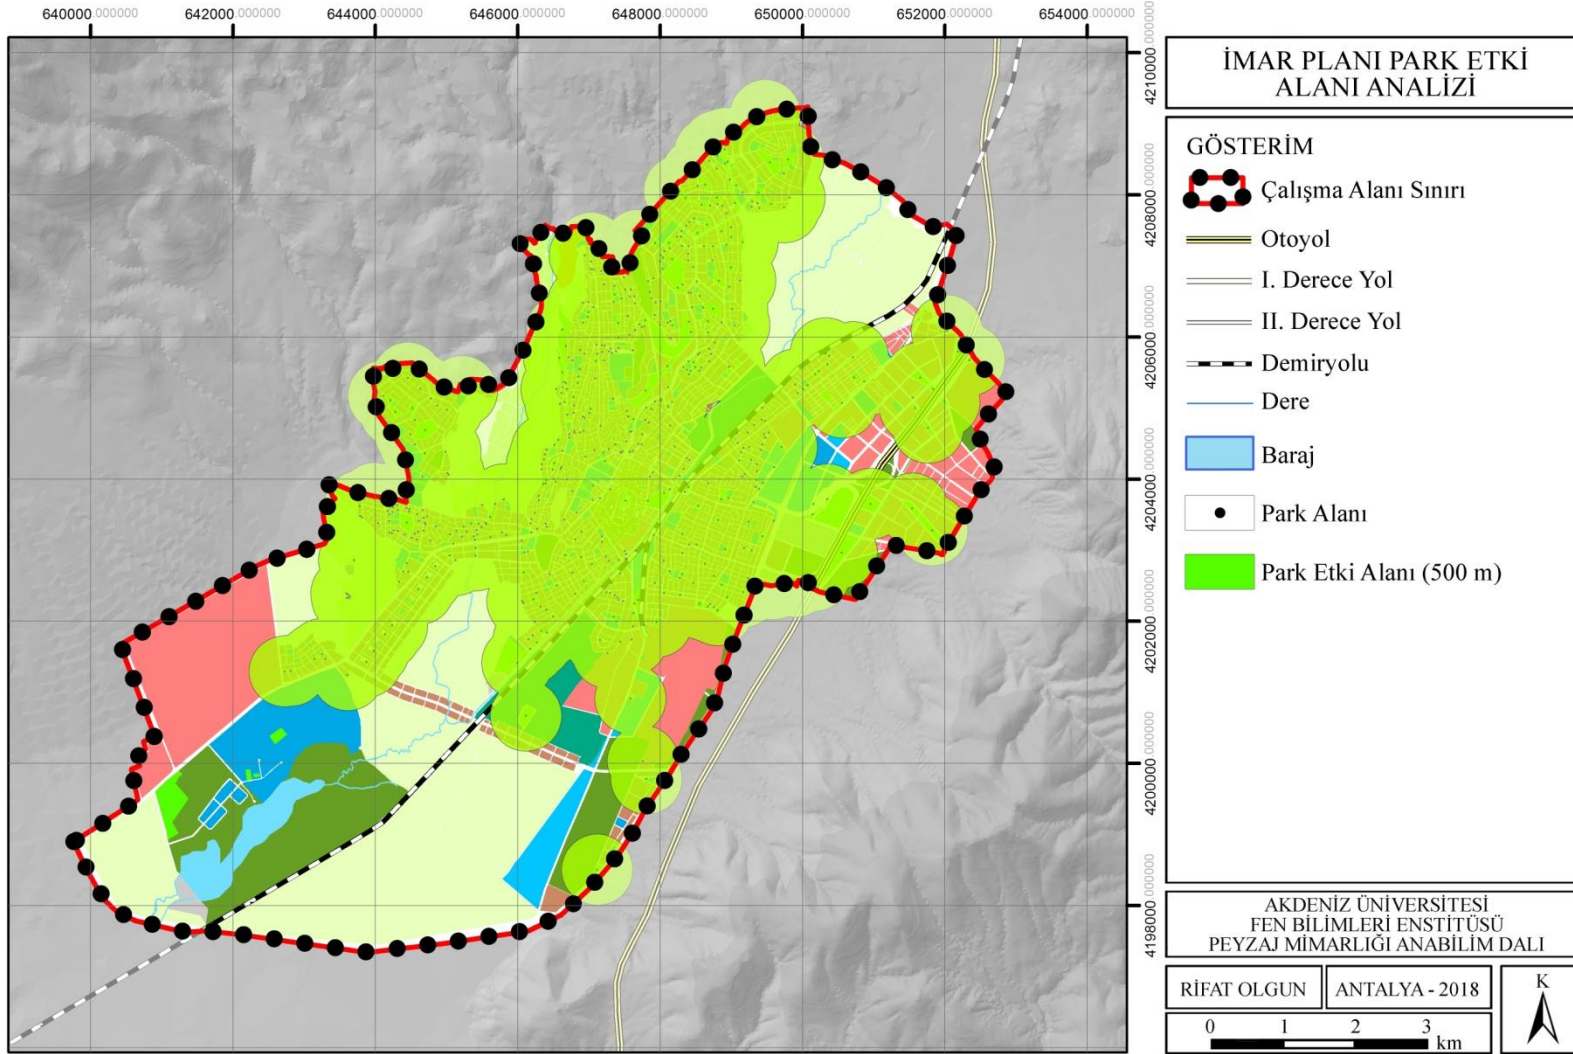 640000.000000 642000.000000 644000.000000 646000.000000 648000.000000 650000.000000 652000.000000 654000.000000
4210000.000000
4208000.000000
4206000.000000
4204000.000000
4202000.000000
4200000.000000
4198000.000000
İMAR PLANI PARK ETKİ
ALANI ANALİZİ
GÖSTERİM
Çalışma Alanı Sınırı
Otoyol
I. Derece Yol
II. Derece Yol
Demiryolu
Dere
Baraj
Park Alanı
Park Etki Alanı (500 m)
AKDENİZ ÜNİVERSİTESİ
FEN BİLİMLERİ ENSTİTÜSÜ
PEYZAJ MİMARLIĞI ANABİLİM DALI
RİFAT OLGUN ANTALYA - 2018
K
0 1 2 3
km